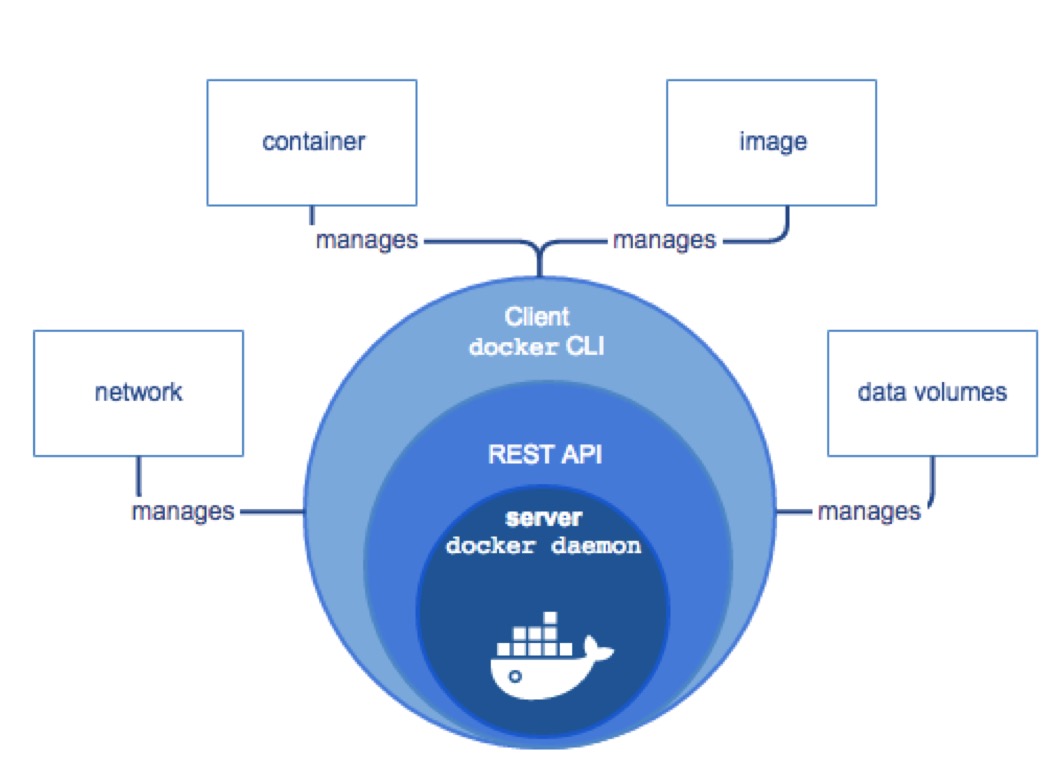 container
image
manages
manages
Client
docker CLI
network
data volumes
REST API
manages
server
docker daemon
manages